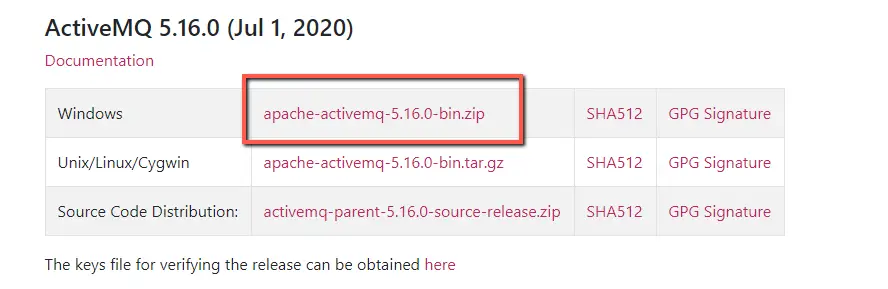 ActiveMQ 5.16.0 (Jul 1, 2020)
Documentation
Windows apache-activemq-5.16.0-bin.zip SHA512 GPG Signature
Unix/Linux/Cygwin apache-activemq-5.16.0-bin.tar.gz SHA512 GPG Signature
Source Code Distribution: activemq-parent-5.16.0-source-release.zip SHA512 GPG Signature
The keys file for verifying the release can be obtained here